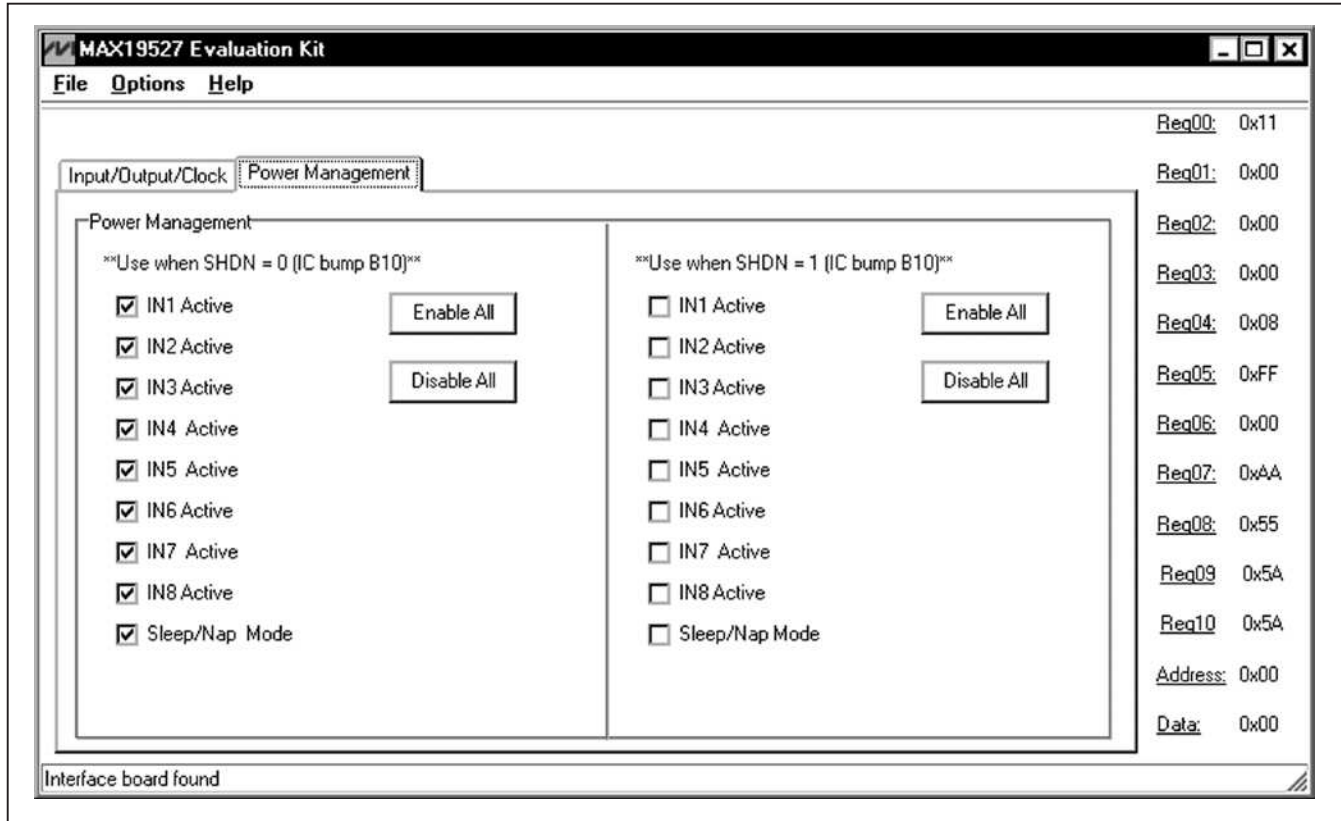 MAX19527 Evaluation Kit
File Options Help
Input/Output/Clock Power Management
Power Management
**Use when SHDN = 0 (IC bump B10)**
IN1 Active
IN2 Active
IN3 Active
IN4 Active
IN5 Active
IN6 Active
IN7 Active
IN8 Active
Sleep/Nap Mode
Enable All
Disable All
**Use when SHDN = 1 (IC bump B10)**
IN1 Active
IN2 Active
IN3 Active
IN4 Active
IN5 Active
IN6 Active
IN7 Active
IN8 Active
Sleep/Nap Mode
Enable All
Disable All
Reg00: 0x11
Reg01: 0x00
Reg02: 0x00
Reg03: 0x00
Reg04: 0x08
Reg05: 0xFF
Reg06: 0x00
Reg07: 0xAA
Reg08: 0x55
Reg09 0x5A
Reg10 0x5A
Address: 0x00
Data: 0x00
Interface board found